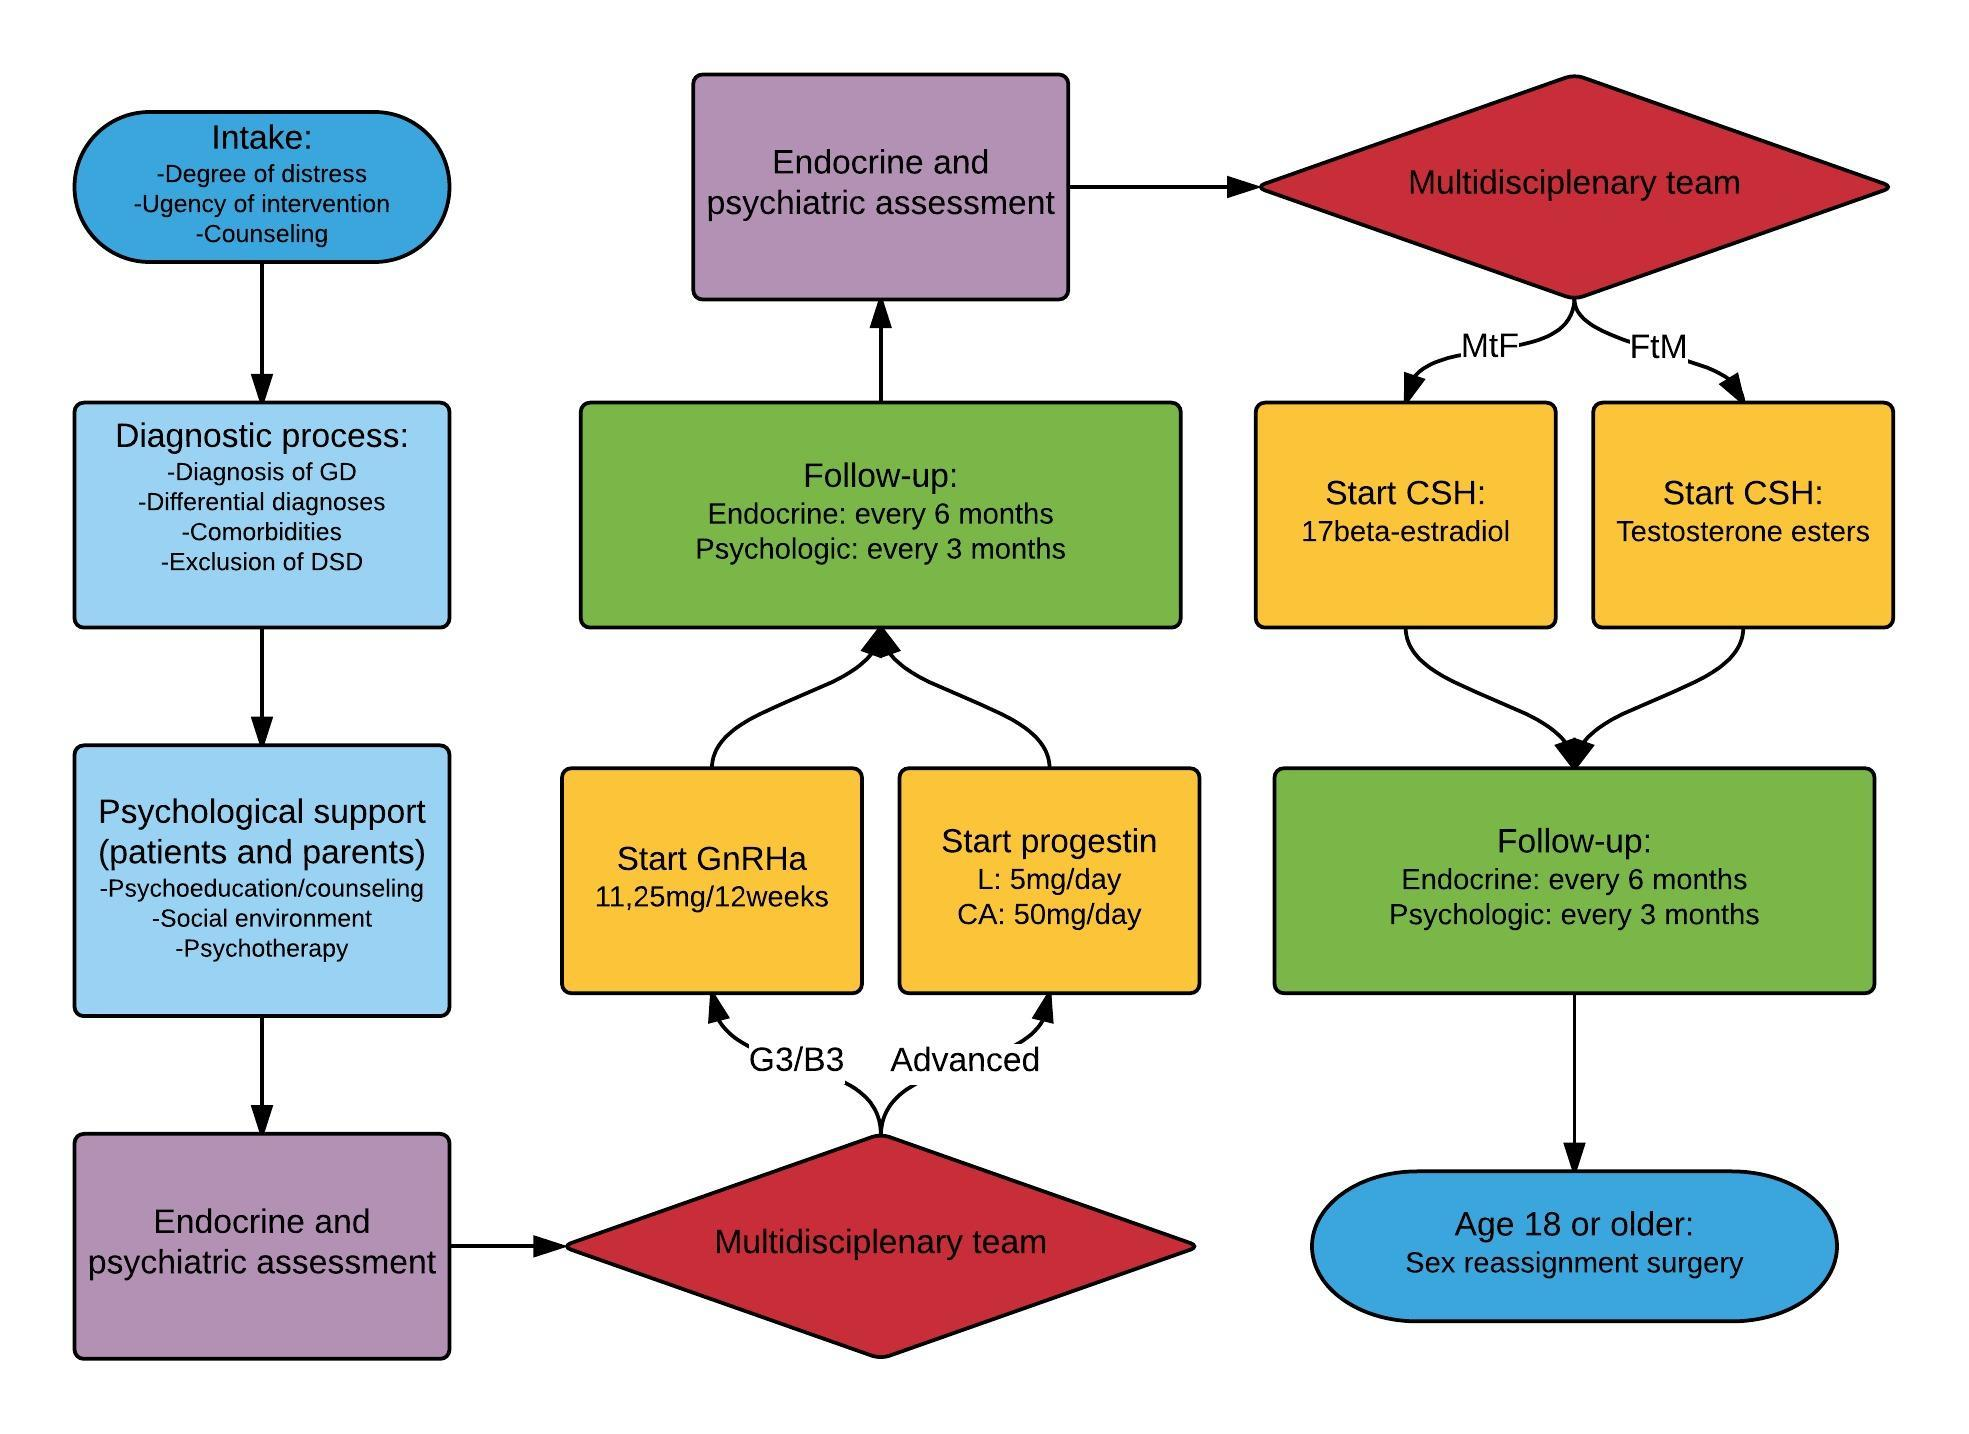 Intake:
-Degree of distress
-Ugency of intervention
-Counseling
Diagnostic process:
-Diagnosis of GD
-Differential diagnoses
-Comorbidities
-Exclusion of DSD
Psychological support
(patients and parents)
-Psychoeducation/counseling
-Social environment
-Psychotherapy
Endocrine and
psychiatric assessment
Multidisciplenary team
G3/B3
Advanced
Start GnRHa
11,25mg/12weeks
Start progestin
L: 5mg/day
CA: 50mg/day
Follow-up:
Endocrine: every 6 months
Psychologic: every 3 months
Endocrine and
psychiatric assessment
Multidisciplenary team
MtF
FtM
Start CSH:
17beta-estradiol
Start CSH:
Testosterone esters
Follow-up:
Endocrine: every 6 months
Psychologic: every 3 months
Age 18 or older:
Sex reassignment surgery